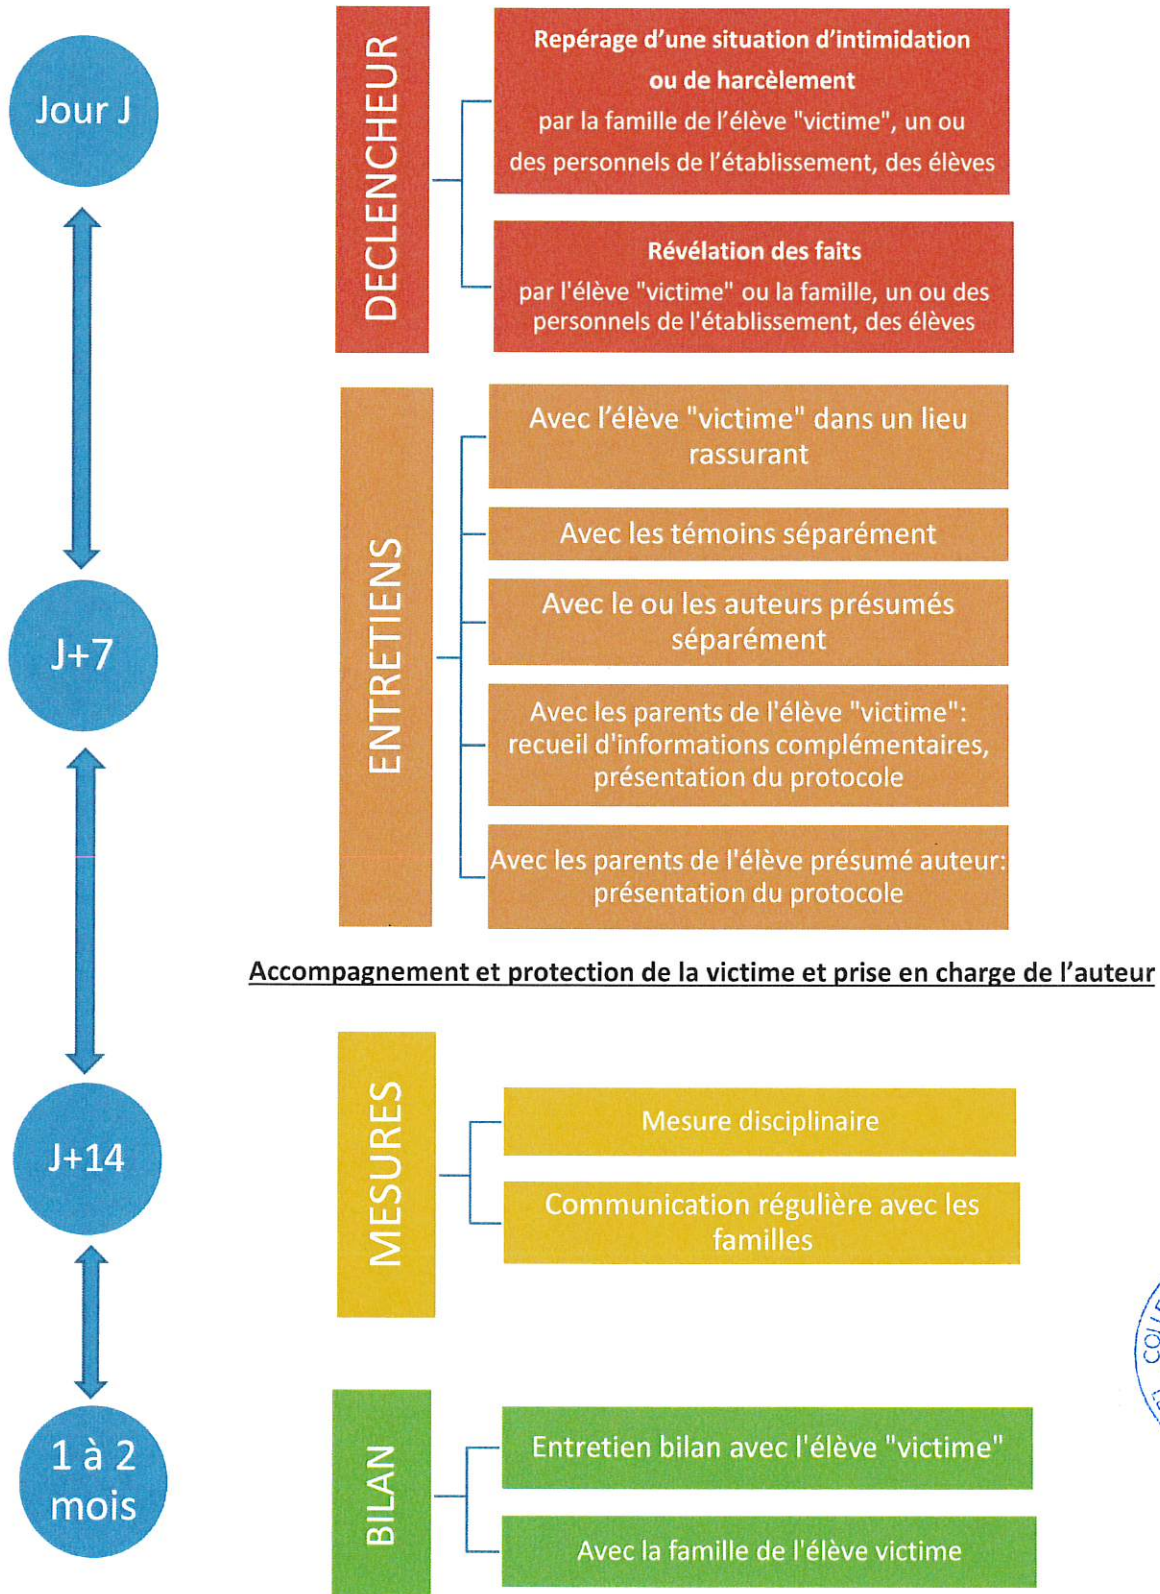 Jour J
DECLENCHEUR
Repérage d'une situation d'intimidation
ou de harcèlement
par la famille de l'élève "victime", un ou
des personnels de l'établissement, des élèves
Révélation des faits
par l'élève "victime" ou la famille, un ou des
personnels de l'établissement, des élèves
J+7
ENTRETIENS
Avec l'élève "victime" dans un lieu
rassurant
Avec les témoins séparément
Avec le ou les auteurs présumés
séparément
Avec les parents de l'élève "victime":
recueil d'informations complémentaires,
présentation du protocole
Avec les parents de l'élève présumé auteur:
présentation du protocole
Accompagnement et protection de la victime et prise en charge de l'auteur
J+14
MESURES
Mesure disciplinaire
Communication régulière avec les
familles
1 à 2
mois
BILAN
Entretien bilan avec l'élève "victime"
Avec la famille de l'élève victime